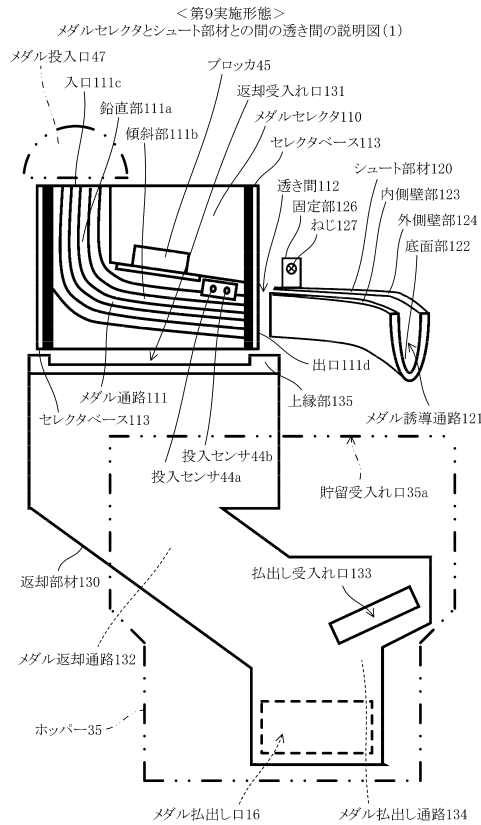 ＜第9実施形態＞
メダルセレクタとシュート部材との間の透き間の説明図(1)
メダル投入口47
ブロッカ45
入口111c
返却受入れ口131
鉛直部111a
メダルセレクタ110
傾斜部111b
セレクタベース113
シュート部材120
透き間112
内側壁部123
固定部126
外側壁部124
ねじ127
底面部122
出口111d
メダル通路111
上縁部135
セレクタベース113
メダル誘導通路121
投入センサ44b
投入センサ44a
貯留受入れ口35a
払出し受入れ口133
返却部材130
メダル返却通路132
ホッパー35
メダル払出し口16
メダル払出し通路134